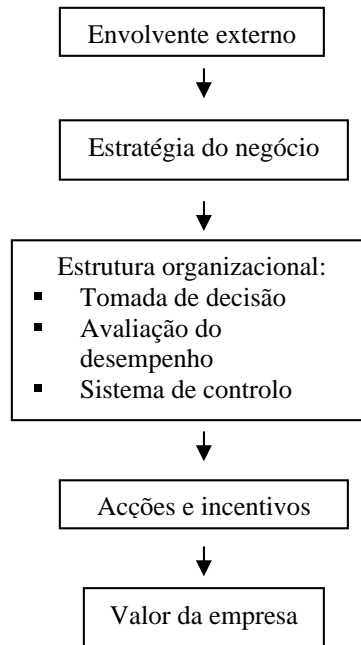 Envolvente externo
Estratégia do negócio
Estrutura organizacional:
▪ Tomada de decisão
▪ Avaliação do
desempenho
▪ Sistema de controlo
Acções e incentivos
Valor da empresa